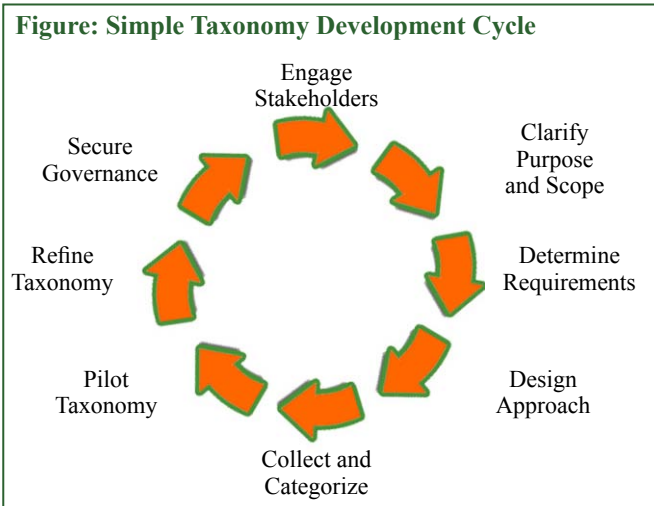 Figure: Simple Taxonomy Development Cycle
Engage
Stakeholders
Clarify
Purpose
and Scope
Determine
Requirements
Design
Approach
Collect and
Categorize
Pilot
Taxonomy
Refine
Taxonomy
Secure
Governance